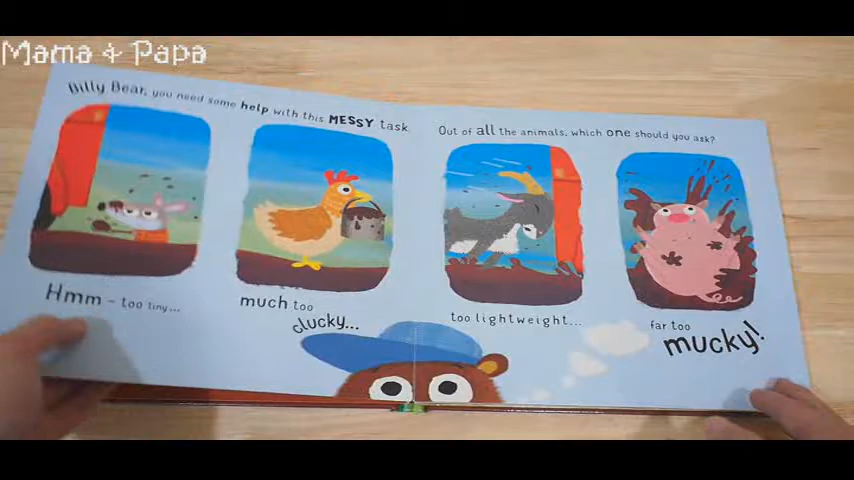 Mama & Papa
Billy Bear, you need some help with this MESSY task.
Out of all the animals, which one should you ask?
Hmm - too tiny...
much too
clucky...
too lightweight...
far too
mucky!